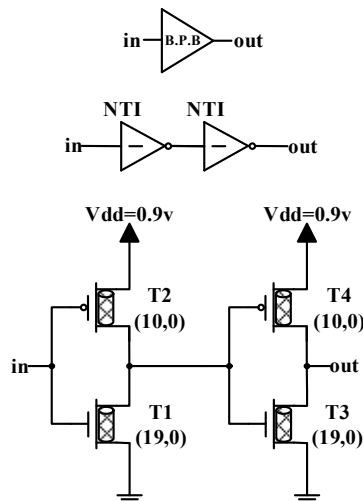 in B.P.B out
NTI NTI
in − − out
Vdd=0.9v Vdd=0.9v
T2 T4
(10,0) (10,0)
in out
T1 T3
(19,0) (19,0)